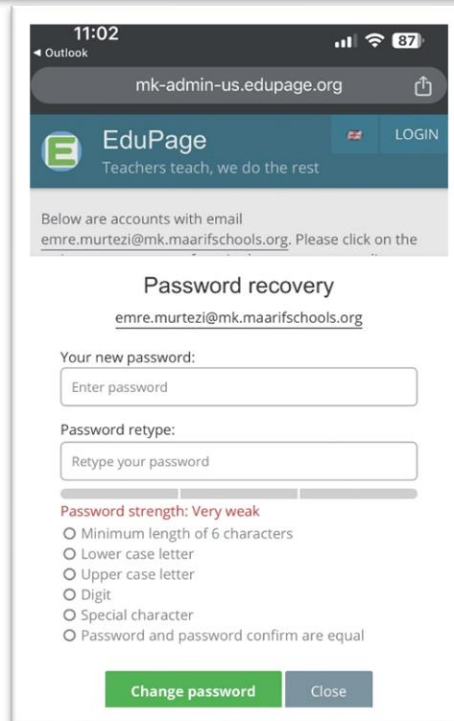 11:02
87
◄ Outlook
mk-admin-us.edupage.org
E EduPage
LOGIN
Teachers teach, we do the rest
Below are accounts with email
emre.murtezi@mk.maarifschools.org. Please click on the
Password recovery
emre.murtezi@mk.maarifschools.org
Your new password:
Enter password
Password retype:
Retype your password
Password strength: Very weak
Minimum length of 6 characters
Lower case letter
Upper case letter
Digit
Special character
Password and password confirm are equal
Change password
Close